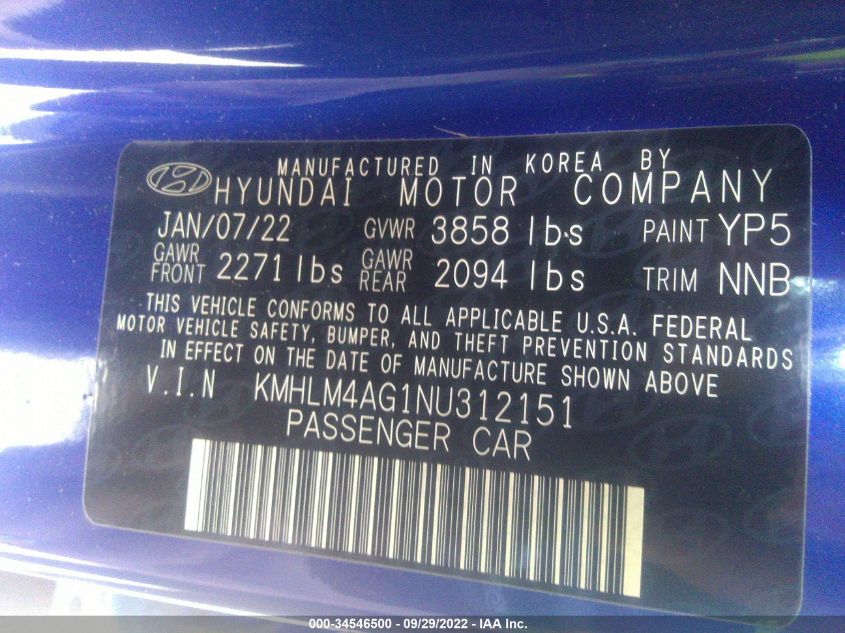 MANUFACTURED IN KOREA BY
HYUNDAI MOTOR COMPANY
JAN/07/22 GVWR 3858 lbs PAINT YP5
GAWR FRONT 2271 lbs GAWR REAR 2094 lbs TRIM NNB
THIS VEHICLE CONFORMS TO ALL APPLICABLE U.S.A. FEDERAL
MOTOR VEHICLE SAFETY, BUMPER, AND THEFT PREVENTION STANDARDS
IN EFFECT ON THE DATE OF MANUFACTURE SHOWN ABOVE
V.I.N KMHLM4AG1NU312151
PASSENGER CAR
000-34546500 - 09/29/2022 - IAA Inc.